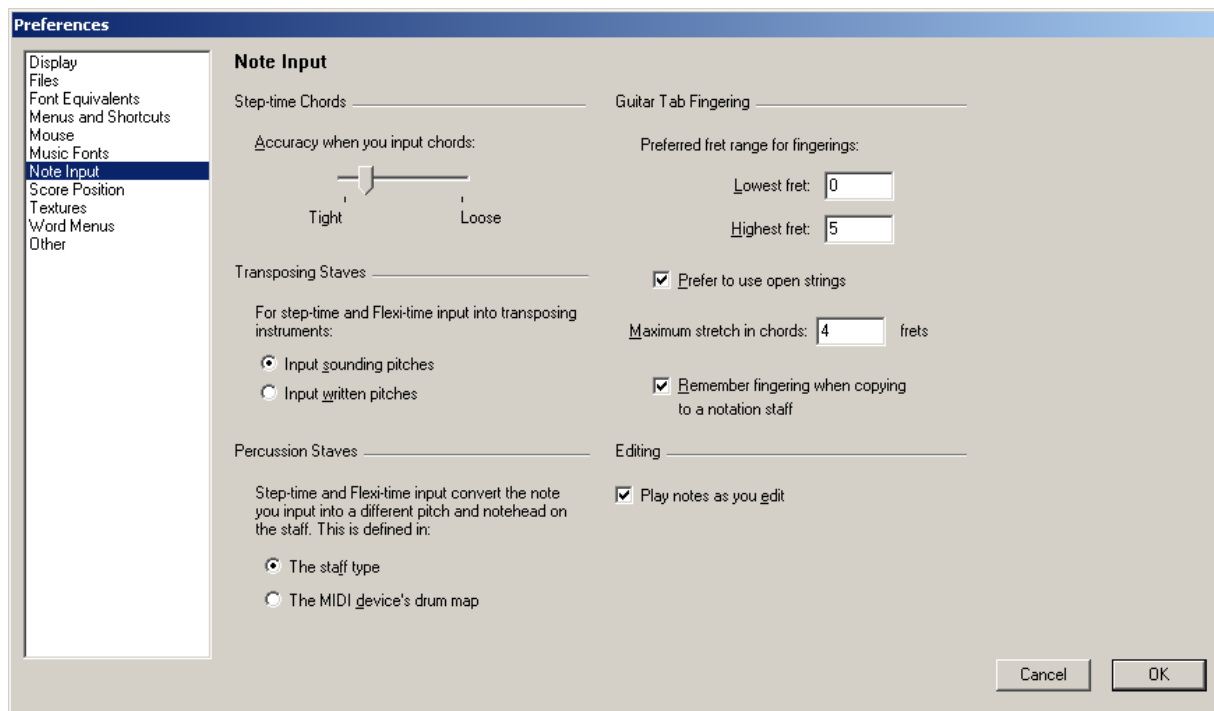 Preferences
Display
Files
Font Equivalents
Menus and Shortcuts
Mouse
Music Fonts
Note Input
Score Position
Textures
Word Menus
Other
Note Input
Step-time Chords
Accuracy when you input chords:
Tight Loose
Transposing Staves
For step-time and Flexi-time input into transposing
instruments:
Input sounding pitches
Input written pitches
Percussion Staves
Step-time and Flexi-time input convert the note
you input into a different pitch and notehead on
the staff. This is defined in:
The staff type
The MIDI device's drum map
Guitar Tab Fingering
Preferred fret range for fingerings:
Lowest fret: 0
Highest fret: 5
Prefer to use open strings
Maximum stretch in chords: 4 frets
Remember fingering when copying
to a notation staff
Editing
Play notes as you edit
Cancel OK